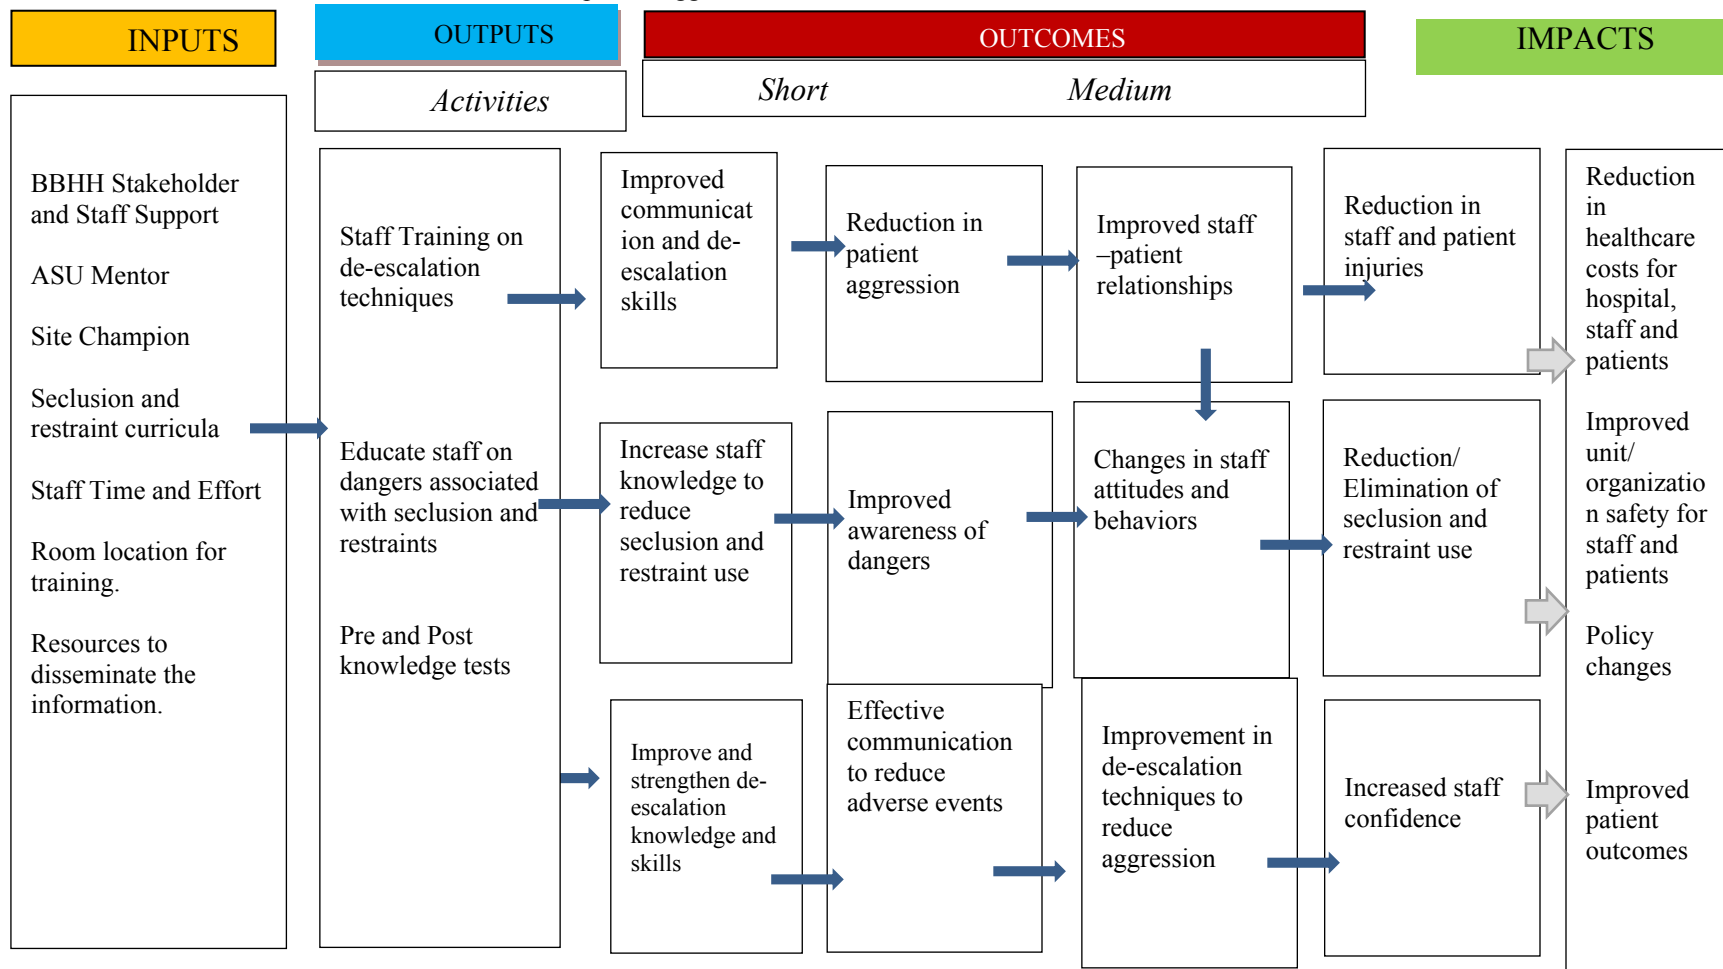 INPUTS
OUTPUTS
OUTCOMES
IMPACTS
Activities
Short
Medium
BBHH Stakeholder
and Staff Support
ASU Mentor
Site Champion
Seclusion and
restraint curricula
Staff Time and Effort
Room location for
training.
Resources to
disseminate the
information.
Staff Training on
de-escalation
techniques
Educate staff on
dangers associated
with seclusion and
restraints
Pre and Post
knowledge tests
Improved
communicat
ion and de-
escalation
skills
Reduction in
patient
aggression
Improved staff
–patient
relationships
Reduction in
staff and patient
injuries
Increase staff
knowledge to
reduce
seclusion and
restraint use
Improved
awareness of
dangers
Changes in staff
attitudes and
behaviors
Reduction/
Elimination of
seclusion and
restraint use
Improve and
strengthen de-
escalation
knowledge and
skills
Effective
communication
to reduce
adverse events
Improvement in
de-escalation
techniques to
reduce
aggression
Increased staff
confidence
Reduction
in
healthcare
costs for
hospital,
staff and
patients
Improved
unit/
organizatio
n safety for
staff and
patients
Policy
changes
Improved
patient
outcomes